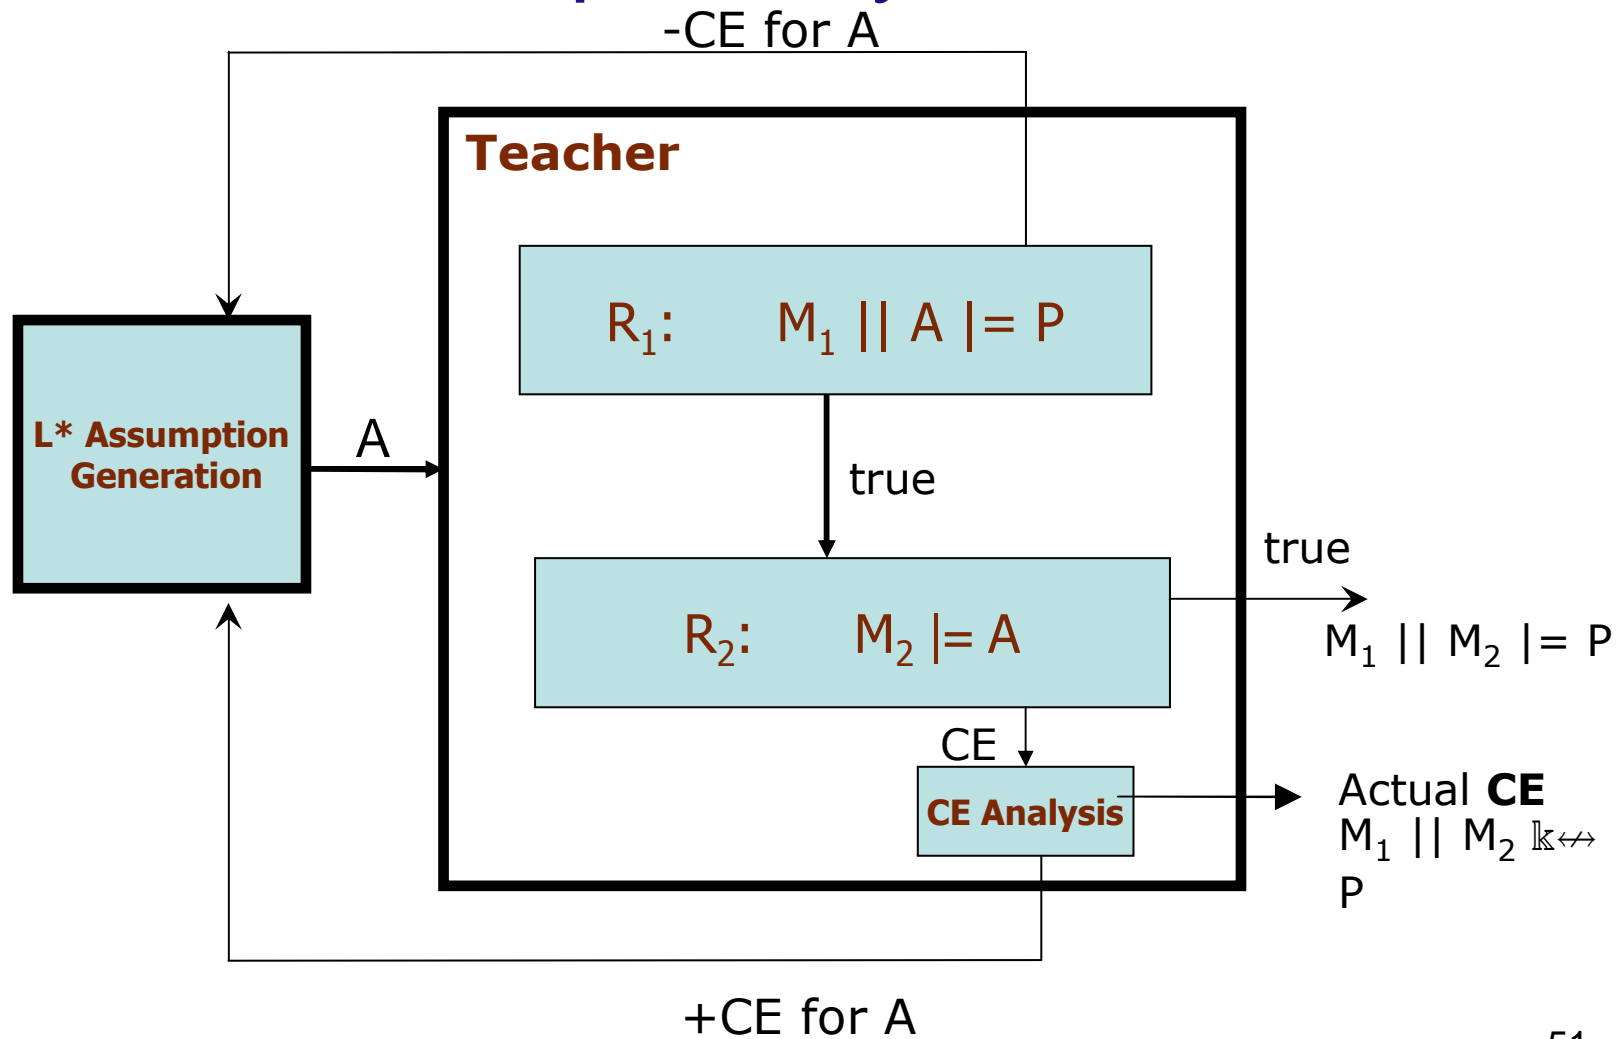 -CE for A
Teacher
R₁: M₁ || A |= P
L* Assumption
Generation
A
true
true
R₂: M₂ |= A
M₁ || M₂ |= P
CE
CE Analysis
Actual CE
M₁ || M₂ 𝕜↮
P
+CE for A